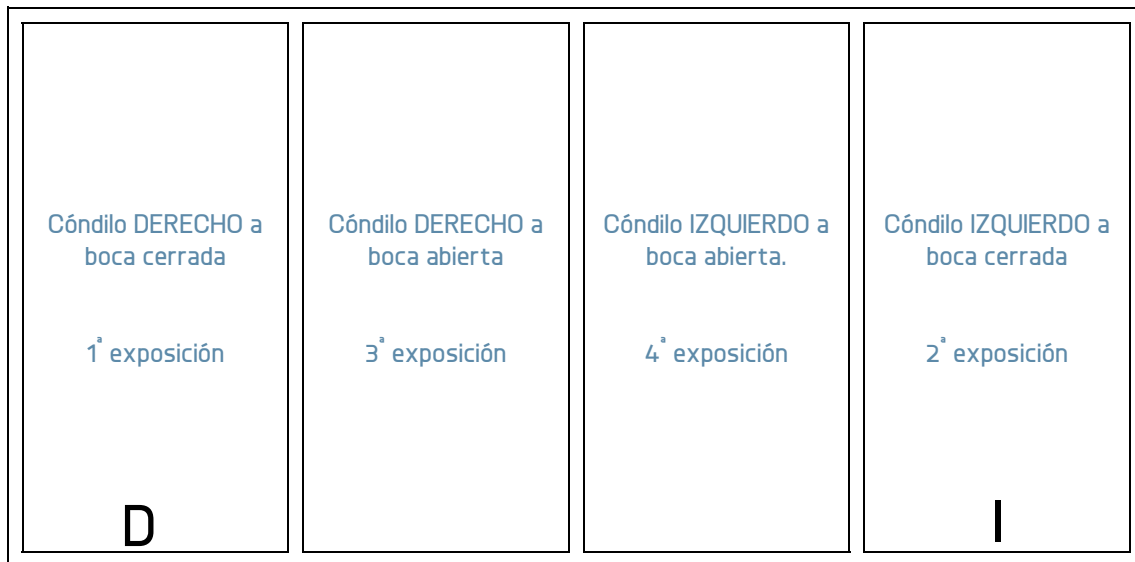 Cóndilo DERECHO a
boca cerrada
1ª exposición
D
Cóndilo DERECHO a
boca abierta
3ª exposición
Cóndilo IZQUIERDO a
boca abierta.
4ª exposición
Cóndilo IZQUIERDO a
boca cerrada
2ª exposición
I